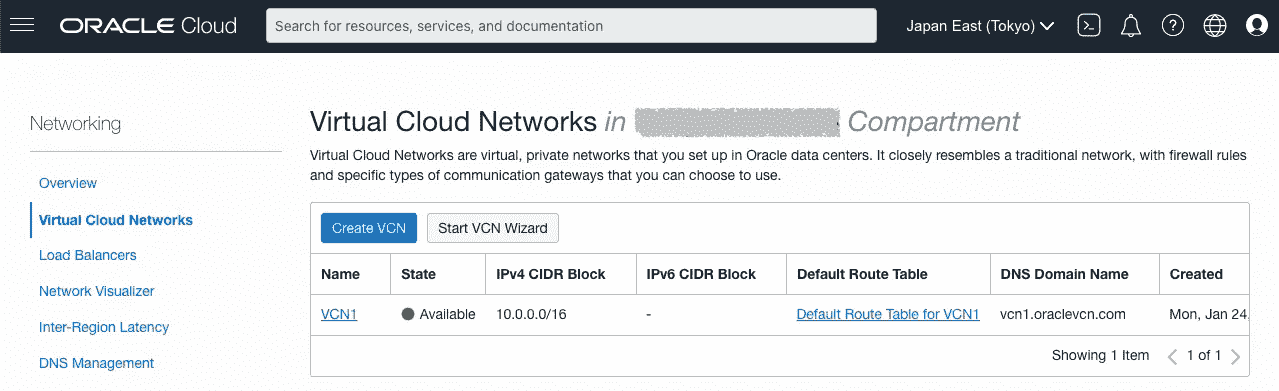 ORACLE Cloud
Search for resources, services, and documentation
Japan East (Tokyo)
Networking
Overview
Virtual Cloud Networks
Load Balancers
Network Visualizer
Inter-Region Latency
DNS Management
Virtual Cloud Networks in Compartment
Virtual Cloud Networks are virtual, private networks that you set up in Oracle data centers. It closely resembles a traditional network, with firewall rules
and specific types of communication gateways that you can choose to use.
Create VCN Start VCN Wizard
Name State IPv4 CIDR Block IPv6 CIDR Block Default Route Table DNS Domain Name Created
VCN1 Available 10.0.0.0/16 - Default Route Table for VCN1 vcn1.oraclevcn.com Mon, Jan 24,
Showing 1 Item 1 of 1